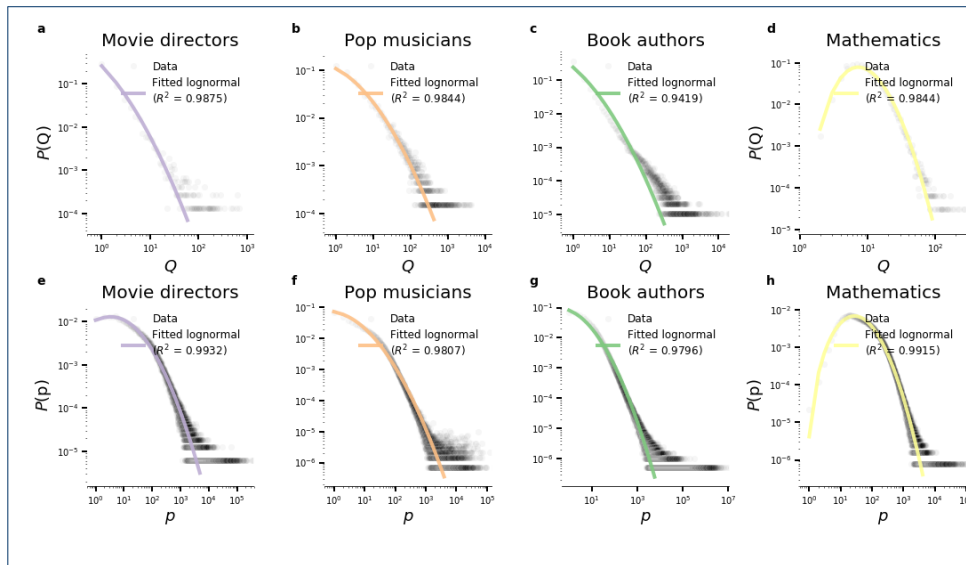 a
Movie directors
Data
Fitted lognormal
(R² = 0.9875)
P(Q)
10⁻¹
10⁻²
10⁻³
10⁻⁴
10⁰ 10¹ 10² 10³
Q
b
Pop musicians
Data
Fitted lognormal
(R² = 0.9844)
10⁻¹
10⁻²
10⁻³
10⁻⁴
10⁰ 10¹ 10² 10³ 10⁴
Q
c
Book authors
Data
Fitted lognormal
(R² = 0.9419)
10⁻¹
10⁻²
10⁻³
10⁻⁴
10⁻⁵
10⁰ 10¹ 10² 10³ 10⁴
Q
d
Mathematics
Data
Fitted lognormal
(R² = 0.9844)
P(Q)
10⁻¹
10⁻²
10⁻³
10⁻⁴
10⁻⁵
10⁰ 10¹ 10²
Q
e
Movie directors
Data
Fitted lognormal
(R² = 0.9932)
P(p)
10⁻²
10⁻³
10⁻⁴
10⁻⁵
10⁰ 10¹ 10² 10³ 10⁴ 10⁵
p
f
Pop musicians
Data
Fitted lognormal
(R² = 0.9807)
10⁻¹
10⁻²
10⁻³
10⁻⁴
10⁻⁵
10⁻⁶
10⁰ 10¹ 10² 10³ 10⁴ 10⁵
p
g
Book authors
Data
Fitted lognormal
(R² = 0.9796)
10⁻¹
10⁻²
10⁻³
10⁻⁴
10⁻⁵
10⁻⁶
10¹ 10³ 10⁵ 10⁷
p
h
Mathematics
Data
Fitted lognormal
(R² = 0.9915)
P(p)
10⁻²
10⁻³
10⁻⁴
10⁻⁵
10⁻⁶
10⁰ 10¹ 10² 10³ 10⁴
p